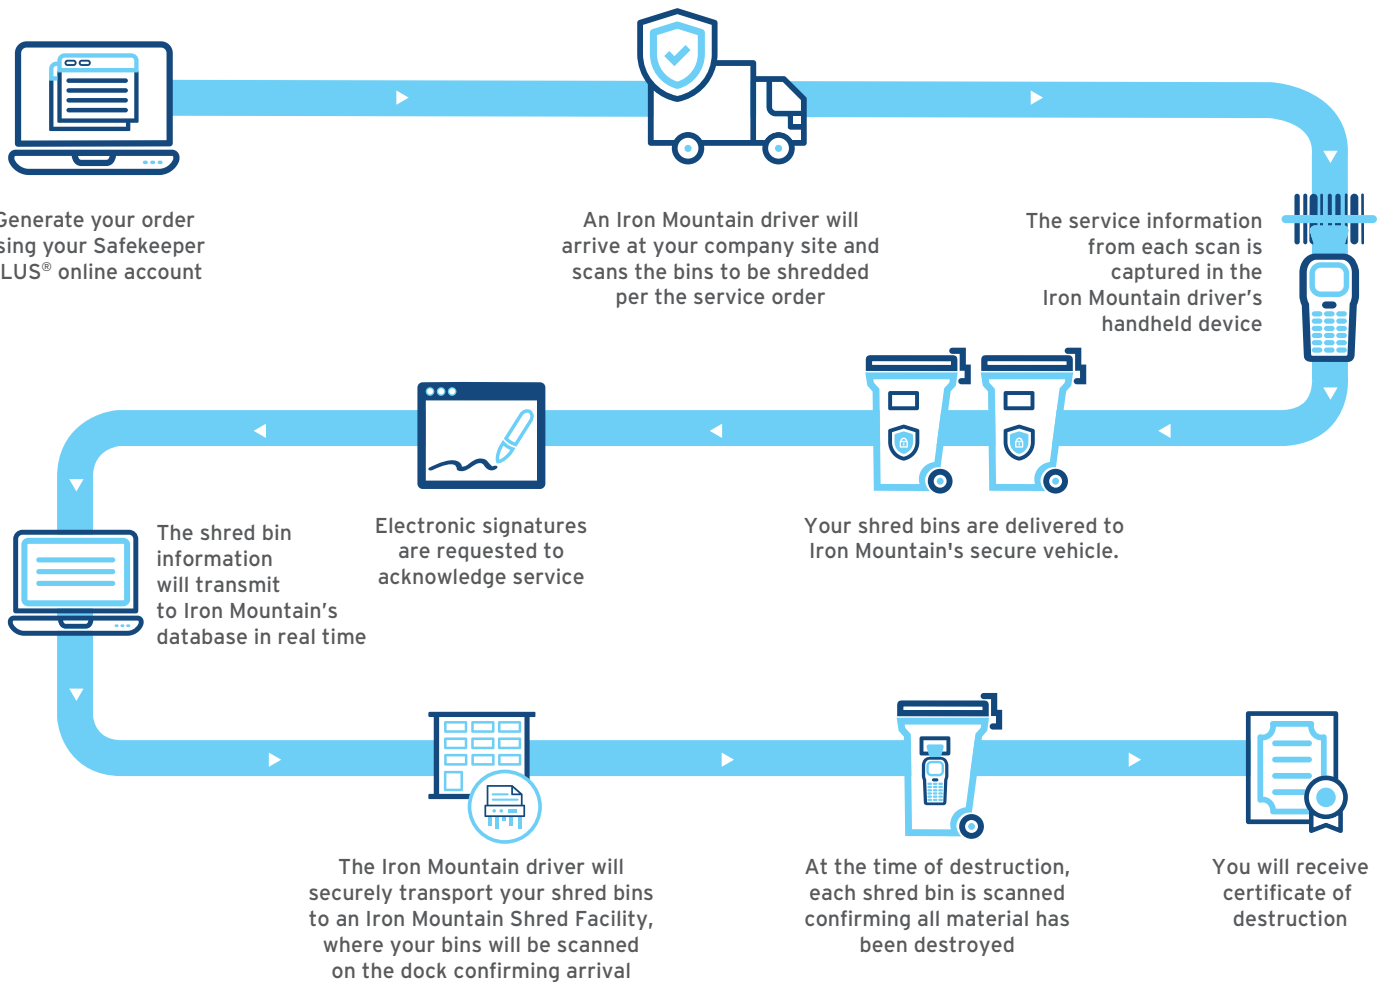 Generate your order
sing your Safekeeper
LUS® online account
An Iron Mountain driver will
arrive at your company site and
scans the bins to be shredded
per the service order
The service information
from each scan is
captured in the
Iron Mountain driver’s
handheld device
Your shred bins are delivered to
Iron Mountain's secure vehicle.
Electronic signatures
are requested to
acknowledge service
The shred bin
information
will transmit
to Iron Mountain’s
database in real time
The Iron Mountain driver will
securely transport your shred bins
to an Iron Mountain Shred Facility,
where your bins will be scanned
on the dock confirming arrival
At the time of destruction,
each shred bin is scanned
confirming all material has
been destroyed
You will receive
certificate of
destruction